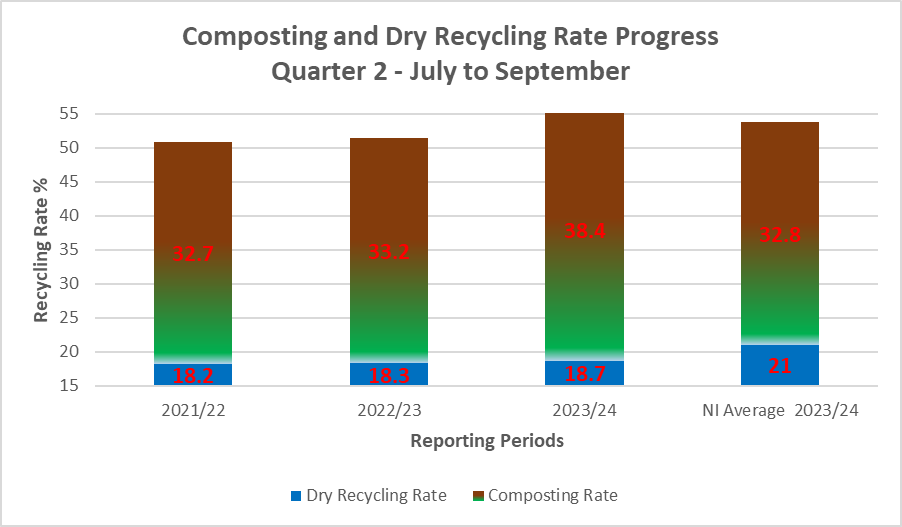 Composting and Dry Recycling Rate Progress
Quarter 2 - July to September
Recycling Rate %
55
50
45
40
35
30
25
20
15
32.7
33.2
38.4
32.8
18.2
18.3
18.7
21
2021/22
2022/23
2023/24
NI Average 2023/24
Reporting Periods
Dry Recycling Rate
Composting Rate